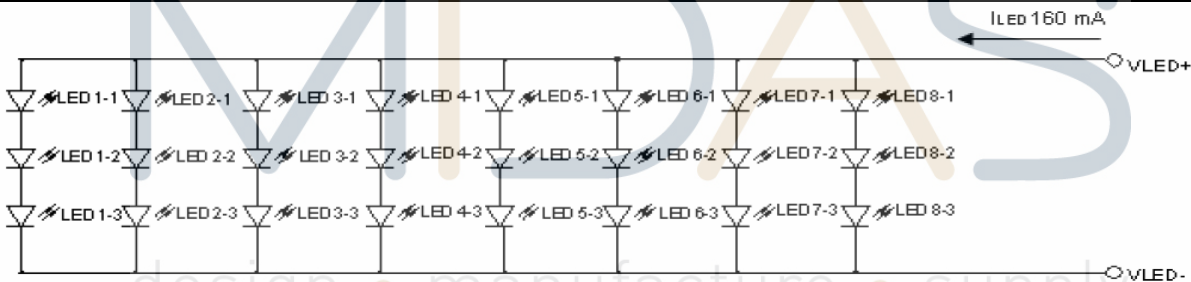 MIDAS
ILED 160 mA
VLED+
LED 1-1 LED 2-1 LED 3-1 LED 4-1 LED 5-1 LED 6-1 LED 7-1 LED 8-1
LED 1-2 LED 2-2 LED 3-2 LED 4-2 LED 5-2 LED 6-2 LED 7-2 LED 8-2
LED 1-3 LED 2-3 LED 3-3 LED 4-3 LED 5-3 LED 6-3 LED 7-3 LED 8-3
VLED-
design • manufacture • supply